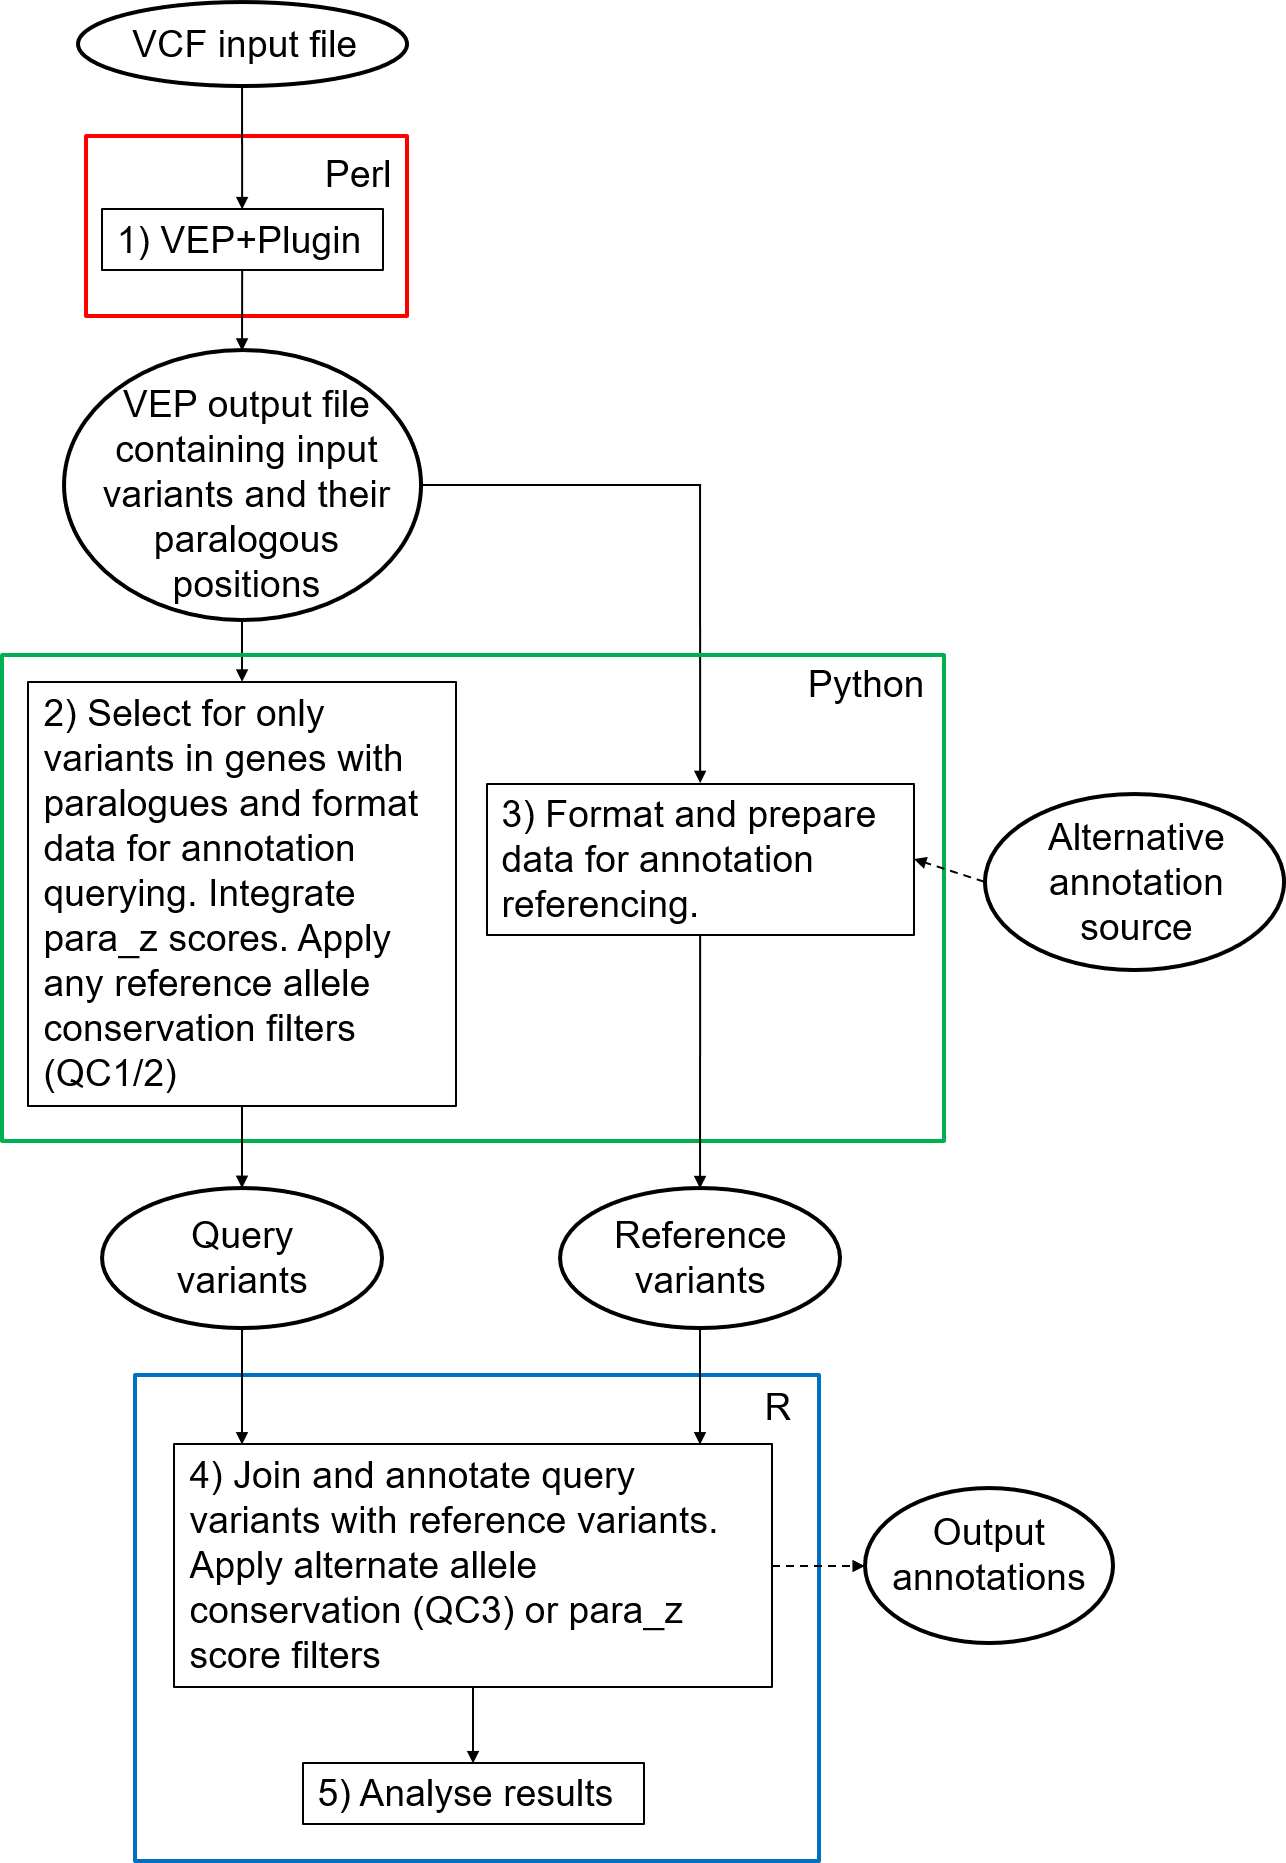 VCF input file
Perl
1) VEP+Plugin
VEP output file
containing input
variants and their
paralogous
positions
Python
2) Select for only
variants in genes with
paralogues and format
data for annotation
querying. Integrate
para_z scores. Apply
any reference allele
conservation filters
(QC1/2)
3) Format and prepare
data for annotation
referencing.
Alternative
annotation
source
Query
variants
Reference
variants
R
4) Join and annotate query
variants with reference variants.
Apply alternate allele
conservation (QC3) or para_z
score filters
Output
annotations
5) Analyse results